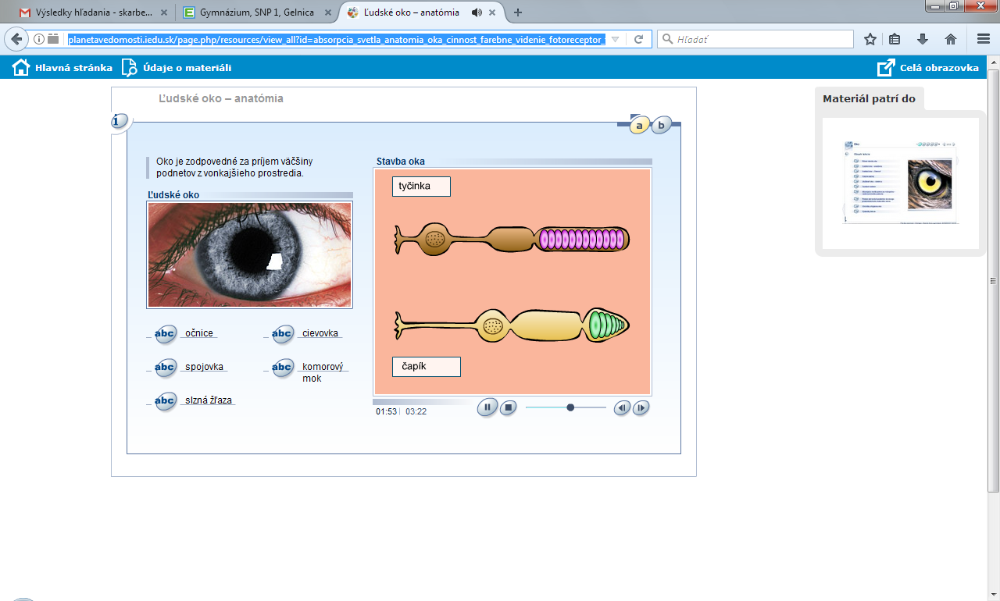 Výsledky hľadania - skarbe...
Gymnázium, SNP 1, Gelnica
Ľudské oko – anatómia
planetavedomosti.iedu.sk/page.php/resources/view_all?id=absorpcia_svetla_anatomia_oka_cinnost_farebne_videnie_fotoreceptor_
Hľadať
Hlavná stránka
Údaje o materiáli
Celá obrazovka
Ľudské oko – anatómia
Materiál patrí do
i
a
b
Oko je zodpovedné za príjem väčšiny
podnetov z vonkajšieho prostredia.
Ľudské oko
abc očnice
abc cievovka
abc spojovka
abc komorový
mok
abc slzná žľaza
Stavba oka
tyčinka
čapík
01:53 | 03:22